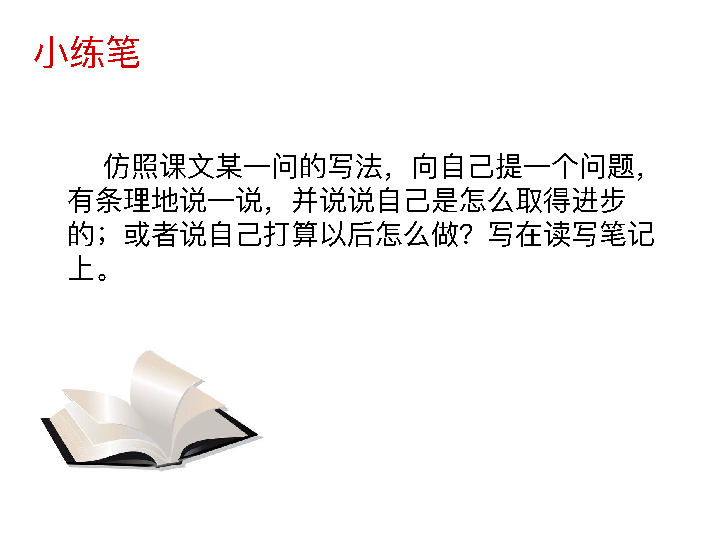 小练笔
仿照课文某一问的写法，向自己提一个问题，
有条理地说一说，并说说自己是怎么取得进步
的；或者说自己打算以后怎么做？写在读写笔记
上。